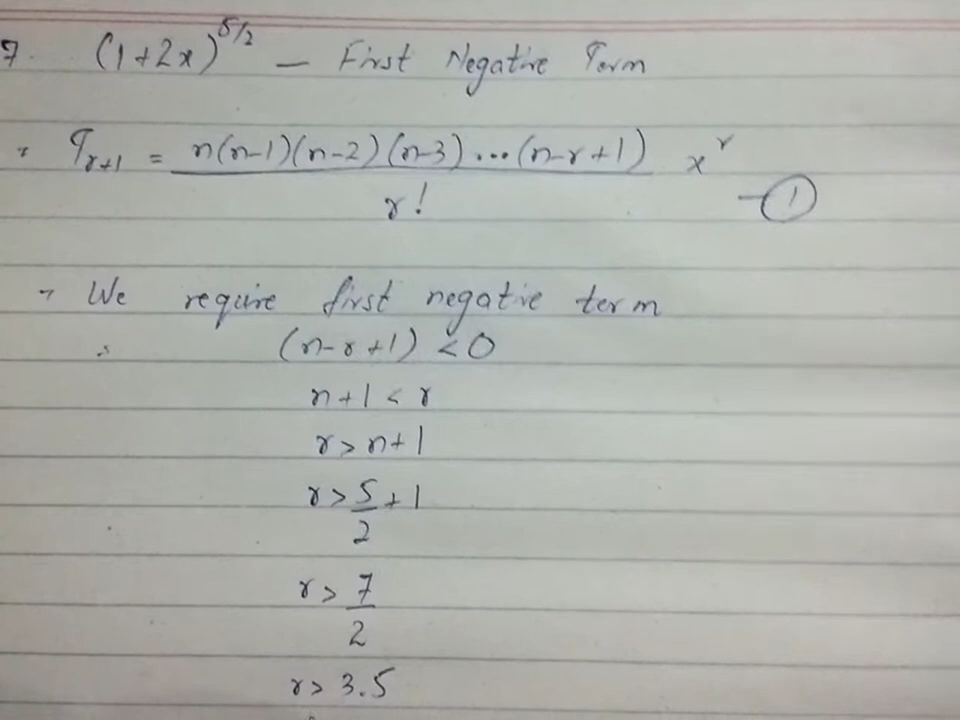 7. (1+2x)^5/2 — First Negative Term
T_r+1 = n(n-1)(n-2)(n-3)...(n-r+1) / r! x^r —①
We require first negative term
∴ (n-r+1) <0
n+1 < r
r > n+1
r > 5/2 + 1
r > 7/2
r > 3.5